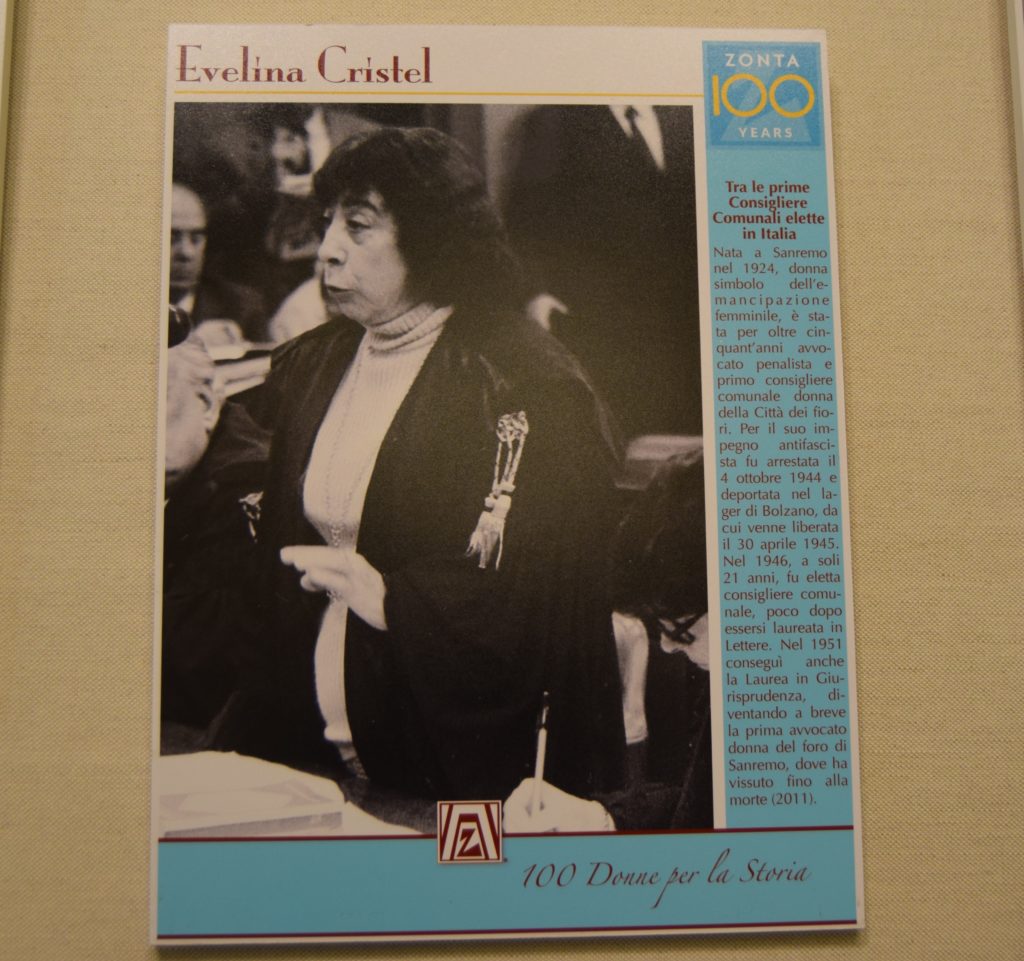 Evelina Cristel
ZONTA
100
YEARS
Tra le prime
Consigliere
Comunali elette
in Italia
Nata a Sanremo
nel 1924, donna
simbolo dell'e-
mancipazione
femminile, è sta-
ta per oltre cin-
quant'anni avvo-
cato penalista e
primo consigliere
comunale donna
della Città dei fio-
ri. Per il suo im-
pegno antifasci-
sta fu arrestata il
4 ottobre 1944 e
deportata nel la-
ger di Bolzano, da
cui venne liberata
il 30 aprile 1945.
Nel 1946, a soli
21 anni, fu eletta
consigliere comu-
nale, poco dopo
essersi laureata in
Lettere. Nel 1951
conseguì anche
la Laurea in Giu-
risprudenza, di-
ventando a breve
la prima avvocato
donna del foro di
Sanremo, dove ha
vissuto fino alla
morte (2011).
Z
100 Donne per la Storia